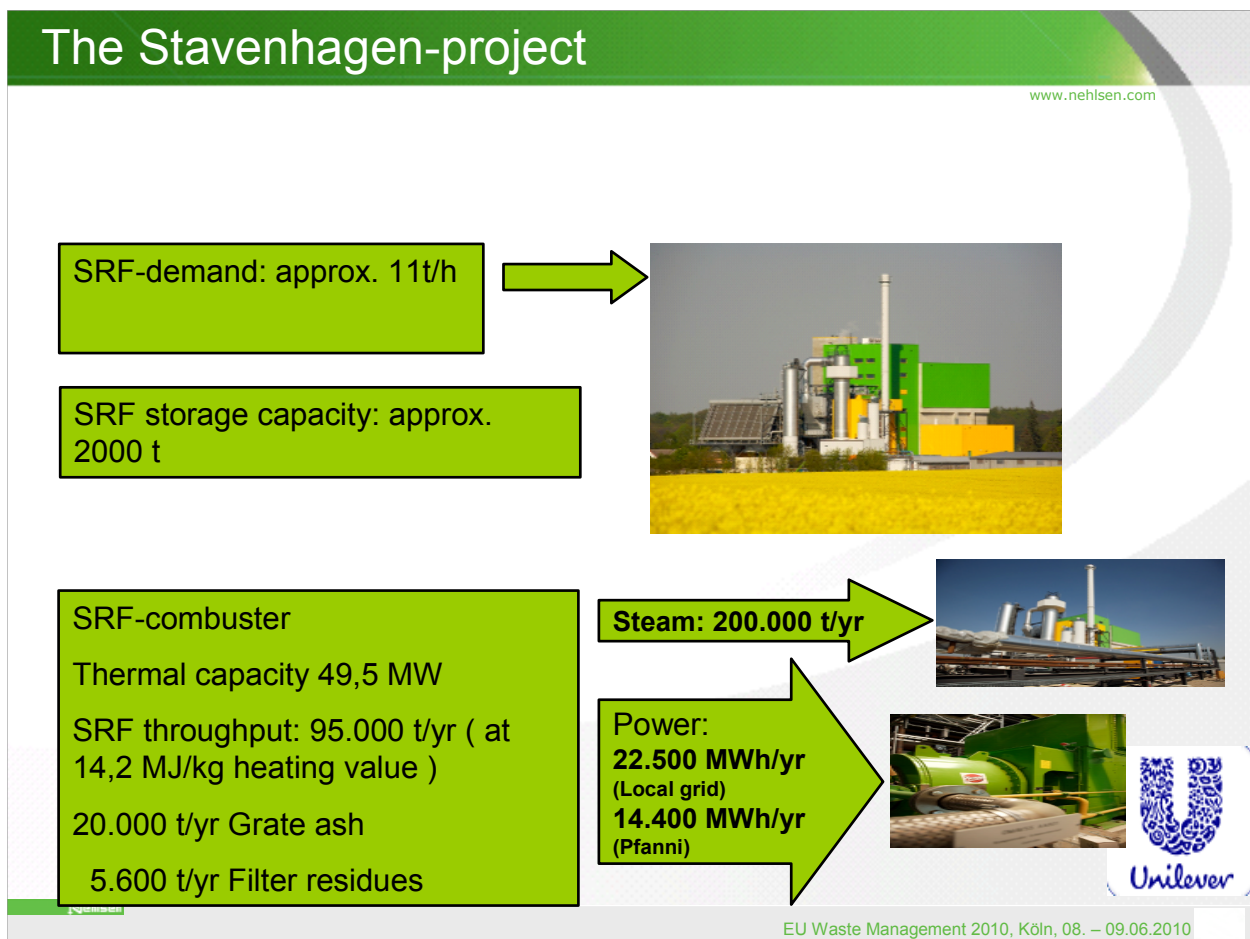 The Stavenhagen-project
www.nehlsen.com
SRF-demand: approx. 11t/h
SRF storage capacity: approx.
2000 t
SRF-combuster
Thermal capacity 49,5 MW
SRF throughput: 95.000 t/yr ( at
14,2 MJ/kg heating value )
20.000 t/yr Grate ash
5.600 t/yr Filter residues
Steam: 200.000 t/yr
Power:
22.500 MWh/yr
(Local grid)
14.400 MWh/yr
(Pfanni)
Unilever
Nehlsen
EU Waste Management 2010, Köln, 08. – 09.06.2010